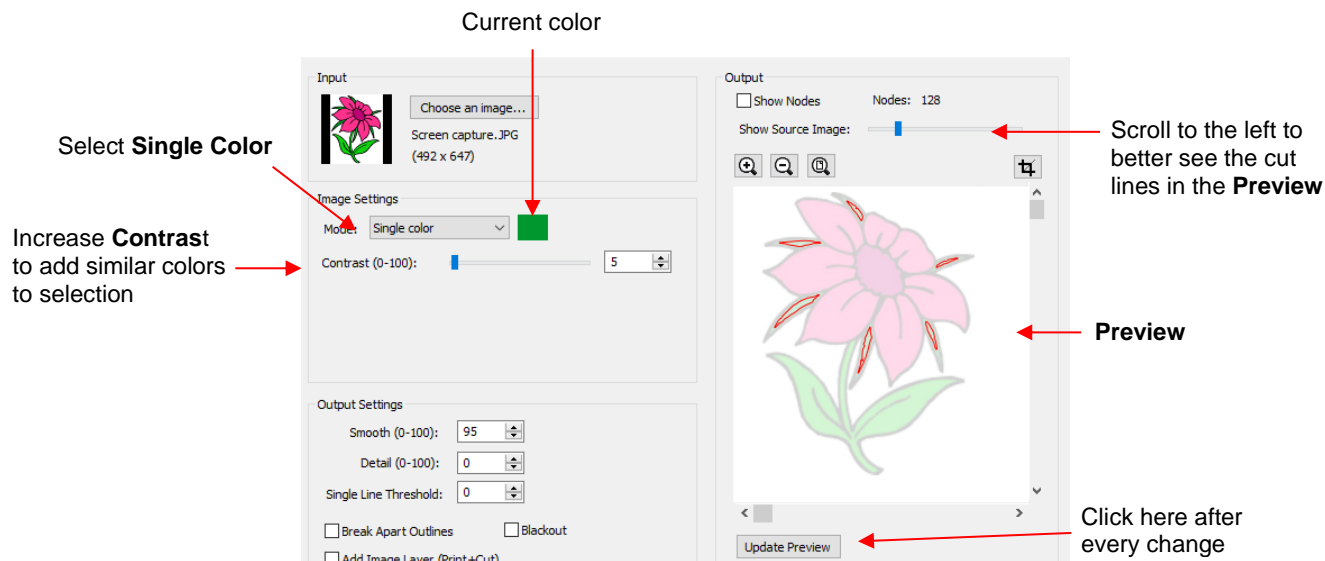 Current color
Input
Choose an image...
Screen capture.JPG
(492 x 647)
Select Single Color
Image Settings
Mode:
Single color
Increase Contrast
to add similar colors
to selection
Contrast (0-100):
5
Output Settings
Smooth (0-100):
95
Detail (0-100):
0
Single Line Threshold:
0
Break Apart Outlines
Blackout
Add Image Layer (Print+Cut)
Output
Show Nodes
Nodes: 128
Show Source Image:
Scroll to the left to
better see the cut
lines in the Preview
Preview
Update Preview
Click here after
every change